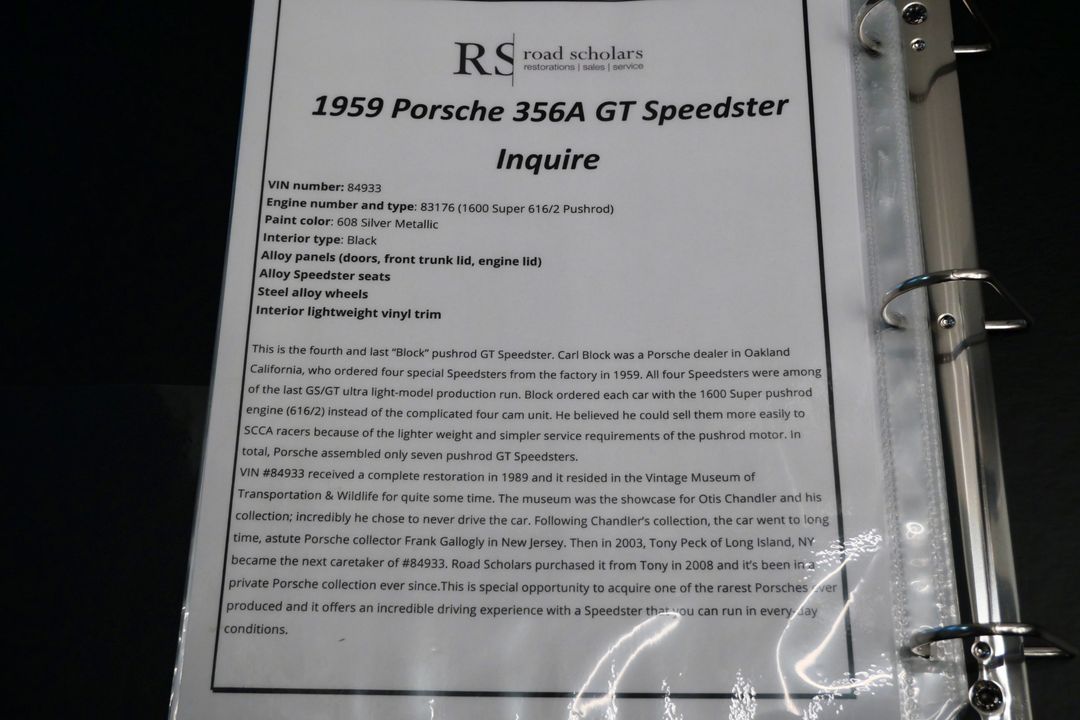 RS road scholars
restorations | sales | service
1959 Porsche 356A GT Speedster
Inquire
VIN number: 84933
Engine number and type: 83176 (1600 Super 616/2 Pushrod)
Paint color: 608 Silver Metallic
Interior type: Black
Alloy panels (doors, front trunk lid, engine lid)
Alloy Speedster seats
Steel alloy wheels
Interior lightweight vinyl trim
This is the fourth and last "Block" pushrod GT Speedster. Carl Block was a Porsche dealer in Oakland
California, who ordered four special Speedsters from the factory in 1959. All four Speedsters were among
of the last GS/GT ultra light-model production run. Block ordered each car with the 1600 Super pushrod
engine (616/2) instead of the complicated four cam unit. He believed he could sell them more easily to
SCCA racers because of the lighter weight and simpler service requirements of the pushrod motor. In
total, Porsche assembled only seven pushrod GT Speedsters.
VIN #84933 received a complete restoration in 1989 and it resided in the Vintage Museum of
Transportation & Wildlife for quite some time. The museum was the showcase for Otis Chandler and his
collection; incredibly he chose to never drive the car. Following Chandler's collection, the car went to long
time, astute Porsche collector Frank Gallogly in New Jersey. Then in 2003, Tony Peck of Long Island, NY
became the next caretaker of #84933. Road Scholars purchased it from Tony in 2008 and it's been in a
private Porsche collection ever since.This is special opportunity to acquire one of the rarest Porsches ever
produced and it offers an incredible driving experience with a Speedster that you can run in every-day
conditions.